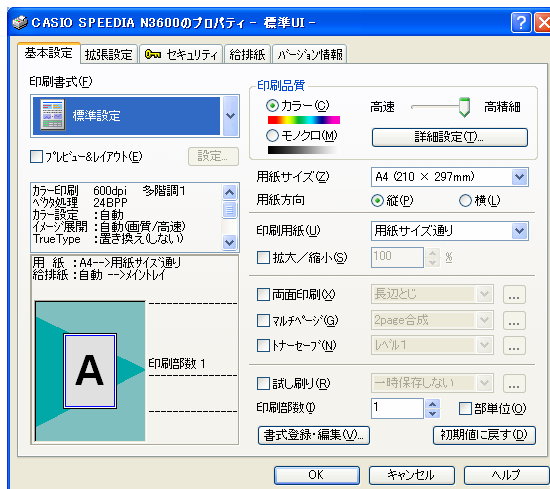 CASIO SPEEDIA N3600のプロパティ - 標準UI -
基本設定 拡張設定 セキュリティ 給排紙 バージョン情報
印刷書式(F)
標準設定
プレビュー&レイアウト(E) 設定...
カラー印刷 600dpi 多階調1
ベクタ処理 24BPP
カラー設定 :自動
イメージ展開 :自動(画質/高速)
TrueType :置き換え(しない)
用 紙 :A4-->用紙サイズ通り
給排紙:自動 -->メイントレイ
A
印刷部数 1
印刷品質
カラー(C) 高速 高精細
モノクロ(M) 詳細設定(T)...
用紙サイズ(Z) A4 (210 × 297mm)
用紙方向 縦(P) 横(L)
印刷用紙(U) 用紙サイズ通り
拡大/縮小(S) 100 %
両面印刷(X) 長辺とじ ...
マルチページ(G) 2page合成 ...
トナーセーブ(N) レベル1
試し刷り(R) 一時保存しない ...
印刷部数(I) 1 部単位(O)
書式登録・編集(V)... 初期値に戻す(D)
OK キャンセル ヘルプ